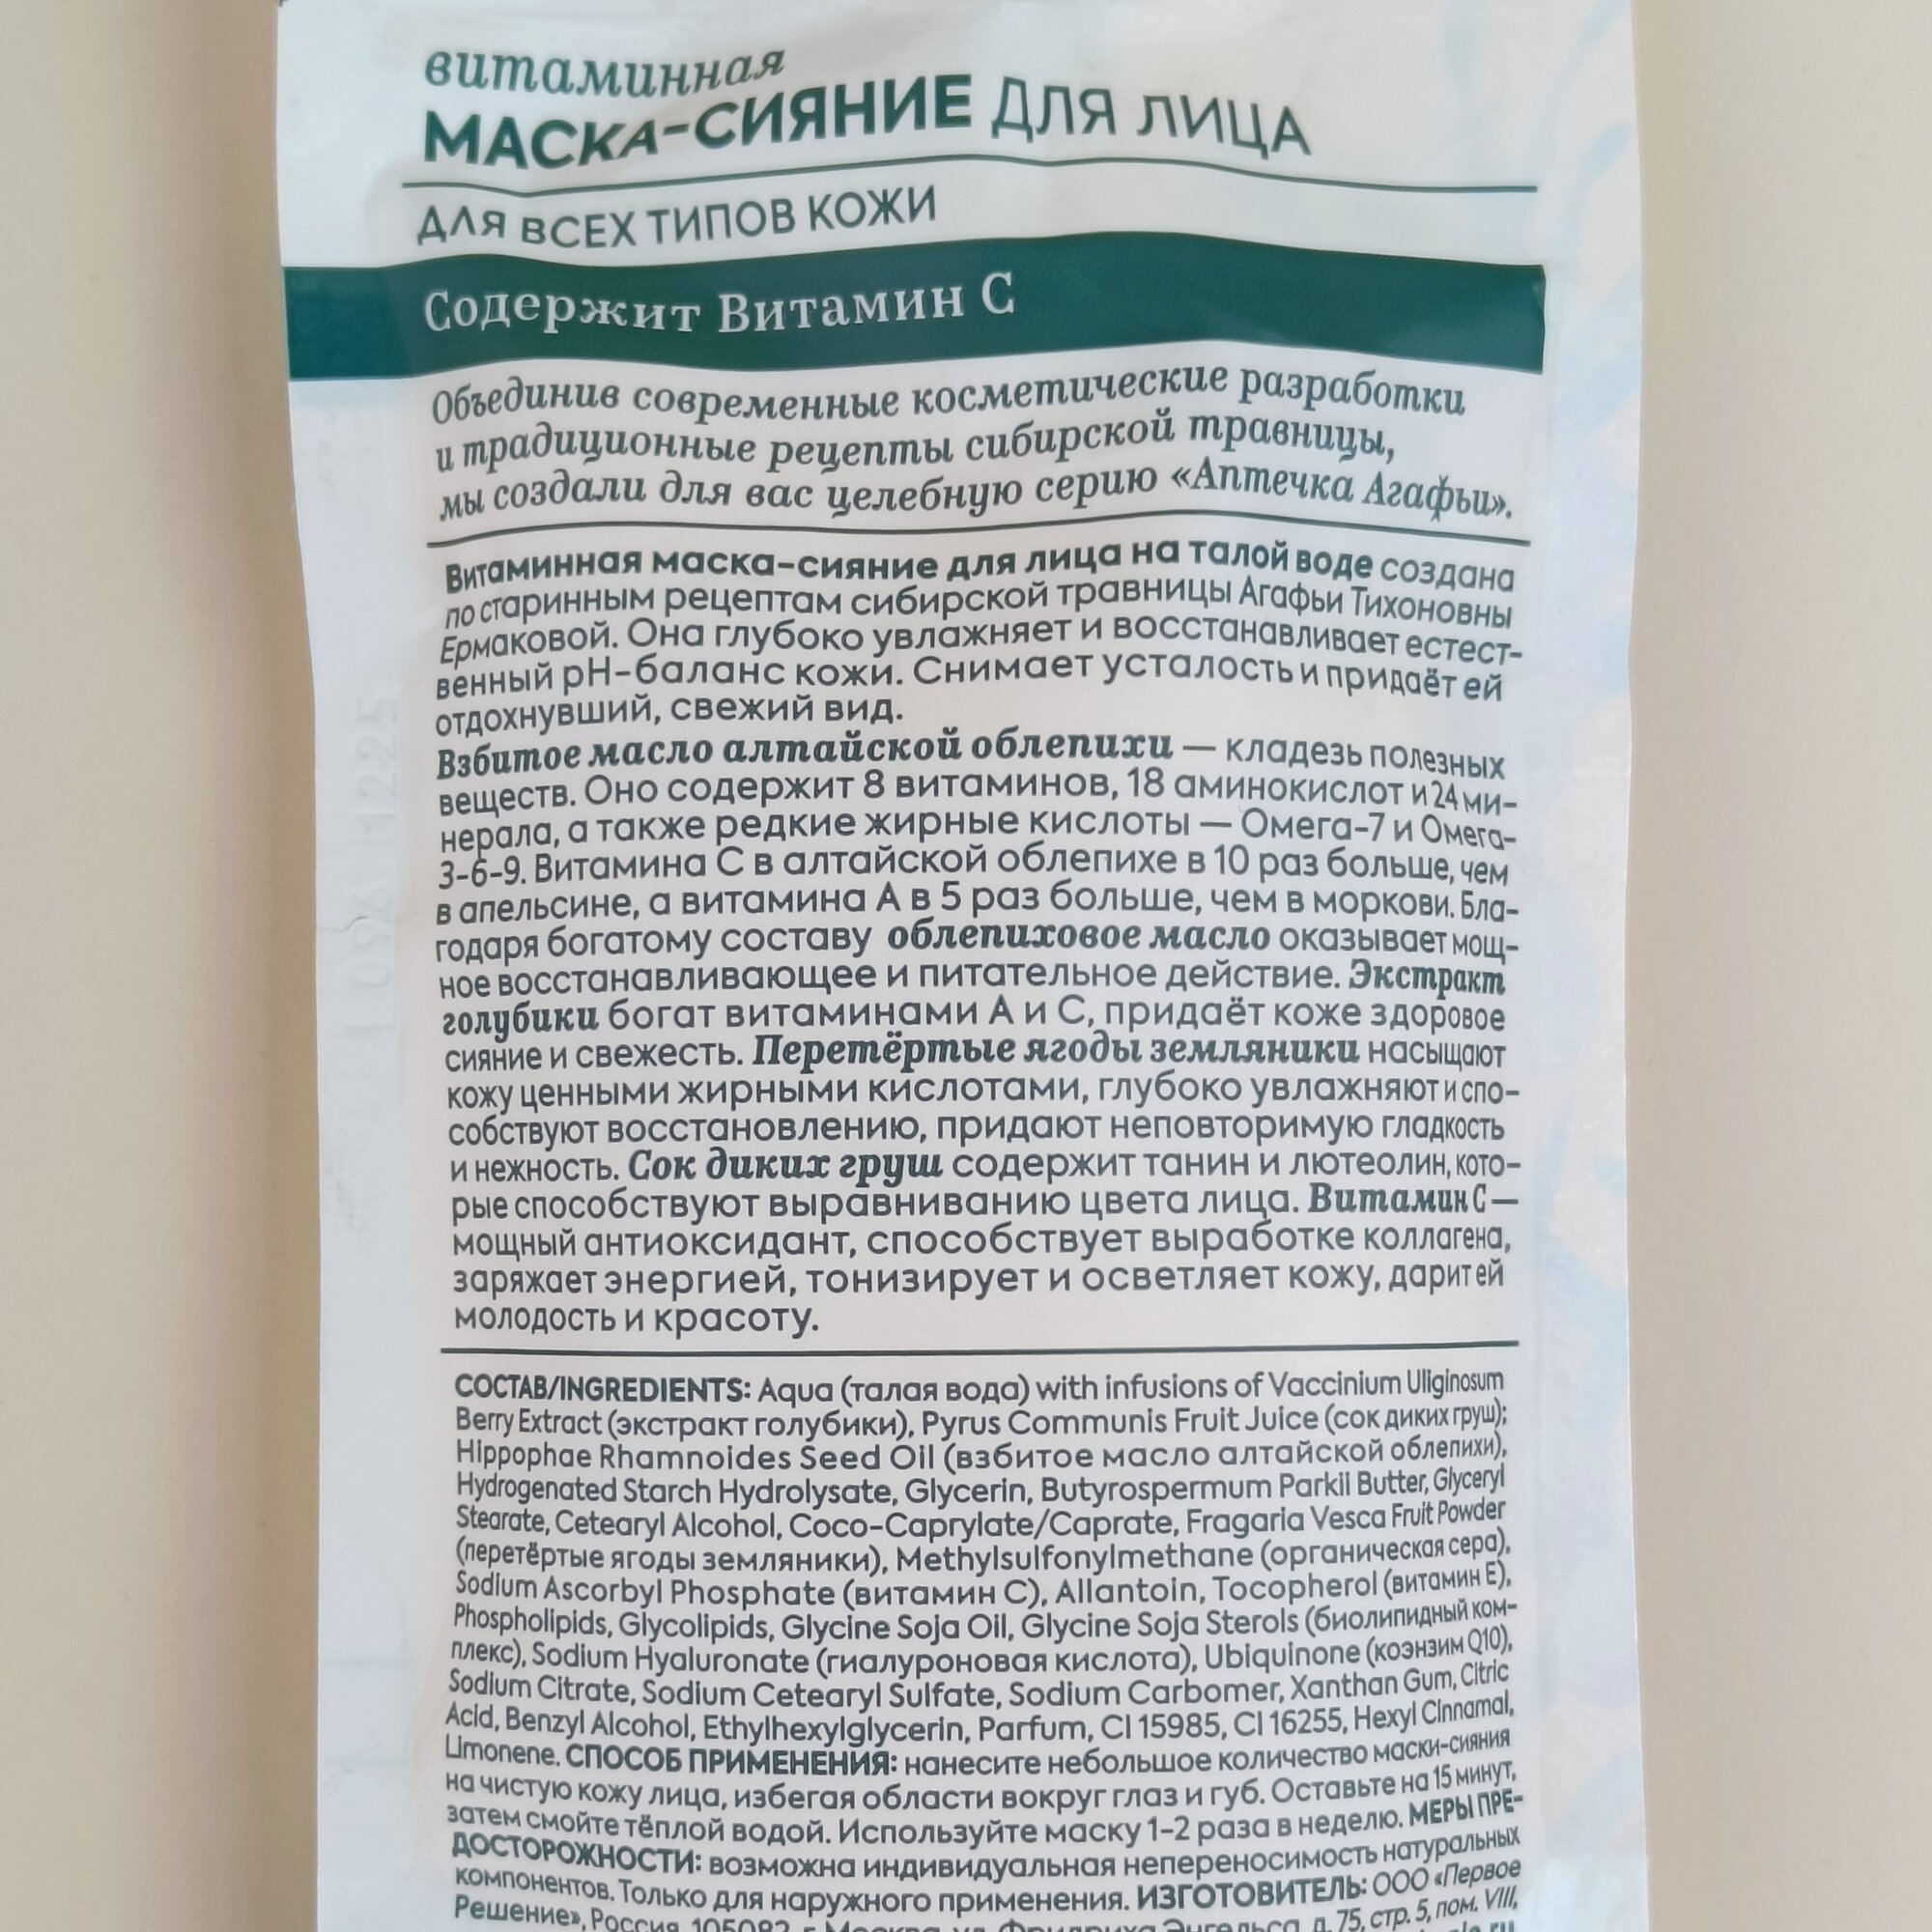 витаминная
МАСКА-СИЯНИЕ ДЛЯ ЛИЦА
ДЛЯ ВСЕХ ТИПОВ КОЖИ
Содержит Витамин С
Объединив современные косметические разработки
и традиционные рецепты сибирской травницы,
мы создали для вас целебную серию «Аптечка Агафьи».
Витаминная маска-сияние для лица на талой воде создана
по старинным рецептам сибирской травницы Агафьи Тихоновны
Ермаковой. Она глубоко увлажняет и восстанавливает естест-
венный pH-баланс кожи. Снимает усталость и придаёт ей
отдохнувший, свежий вид.
Взбитое масло алтайской облепихи — кладезь полезных
веществ. Оно содержит 8 витаминов, 18 аминокислот и 24 ми-
нерала, а также редкие жирные кислоты — Омега-7 и Омега-
3-6-9. Витамина С в алтайской облепихе в 10 раз больше, чем
в апельсине, а витамина А в 5 раз больше, чем в моркови. Бла-
годаря богатому составу облепиховое масло оказывает мощ-
ное восстанавливающее и питательное действие. Экстракт
голубики богат витаминами А и С, придаёт коже здоровое
сияние и свежесть. Перетёртые ягоды земляники насыщают
кожу ценными жирными кислотами, глубоко увлажняют и спо-
собствуют восстановлению, придают неповторимую гладкость
и нежность. Сок диких груш содержит танин и лютеолин, кото-
рые способствуют выравниванию цвета лица. Витамин С —
мощный антиоксидант, способствует выработке коллагена,
заряжает энергией, тонизирует и осветляет кожу, дарит ей
молодость и красоту.
СОСТАВ/INGREDIENTS: Aqua (талая вода) with infusions of Vaccinium Uliginosum
Berry Extract (экстракт голубики), Pyrus Communis Fruit Juice (сок диких груш);
Hippophae Rhamnoides Seed Oil (взбитое масло алтайской облепихи),
Hydrogenated Starch Hydrolysate, Glycerin, Butyrospermum Parkii Butter, Glyceryl
Stearate, Cetearyl Alcohol, Coco-Caprylate/Caprate, Fragaria Vesca Fruit Powder
(перетёртые ягоды земляники), Methylsulfonylmethane (органическая сера),
Sodium Ascorbyl Phosphate (витамин С), Allantoin, Tocopherol (витамин Е),
Phospholipids, Glycolipids, Glycine Soja Oil, Glycine Soja Sterols (биолипидный ком-
плекс), Sodium Hyaluronate (гиалуроновая кислота), Ubiquinone (коэнзим Q10),
Sodium Citrate, Sodium Cetearyl Sulfate, Sodium Carbomer, Xanthan Gum, Citric
Acid, Benzyl Alcohol, Ethylhexylglycerin, Parfum, CI 15985, CI 16255, Hexyl Cinnamal,
Limonene. СПОСОБ ПРИМЕНЕНИЯ: нанесите небольшое количество маски-сияния
на чистую кожу лица, избегая области вокруг глаз и губ. Оставьте на 15 минут,
затем смойте тёплой водой. Используйте маску 1-2 раза в неделю. МЕРЫ ПРЕ-
ДОСТОРОЖНОСТИ: возможна индивидуальная непереносимость натуральных
компонентов. Только для наружного применения. ИЗГОТОВИТЕЛЬ: ООО «Первое
Решение», Россия, 105082, г. Москва, ул. Фридриха Энгельса, д. 75, стр. 5, пом. VIII,